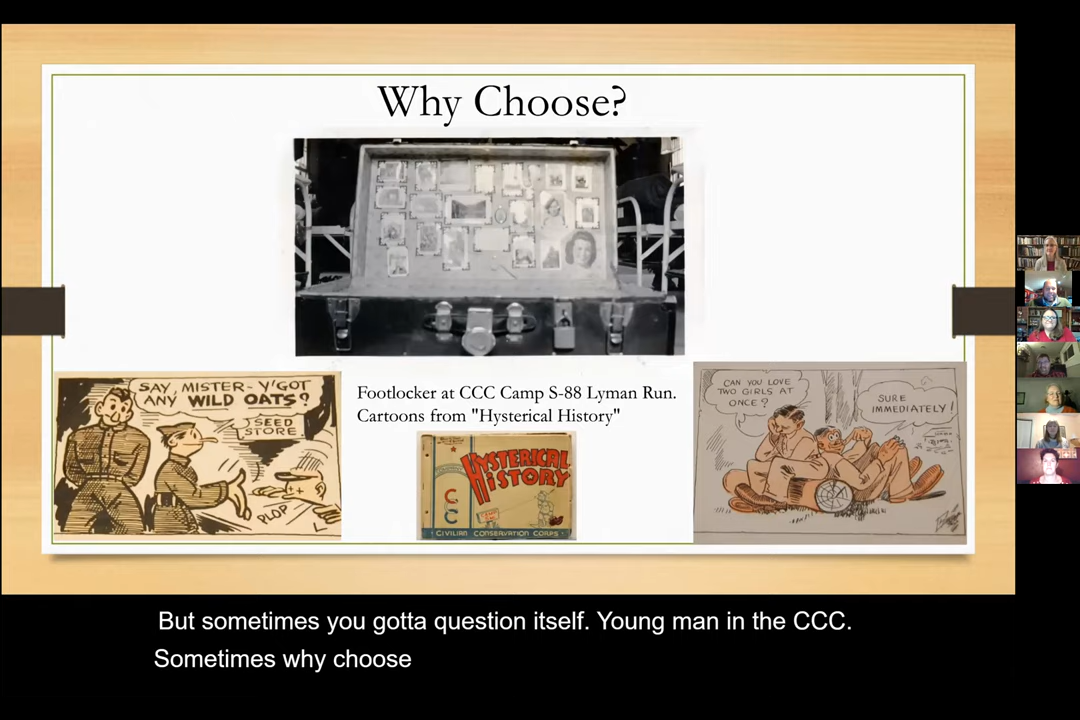 Why Choose?
SAY, MISTER- Y'GOT
ANY WILD OATS?
SEED
STORE
PLOP
Footlocker at CCC Camp S-88 Lyman Run.
Cartoons from "Hysterical History"
HYSTERICAL
HISTORY
C
C
C
CIVILIAN CONSERVATION CORPS
CAN YOU LOVE
TWO GIRLS AT
ONCE?
SURE
IMMEDIATELY!
But sometimes you gotta question itself. Young man in the CCC.
Sometimes why choose